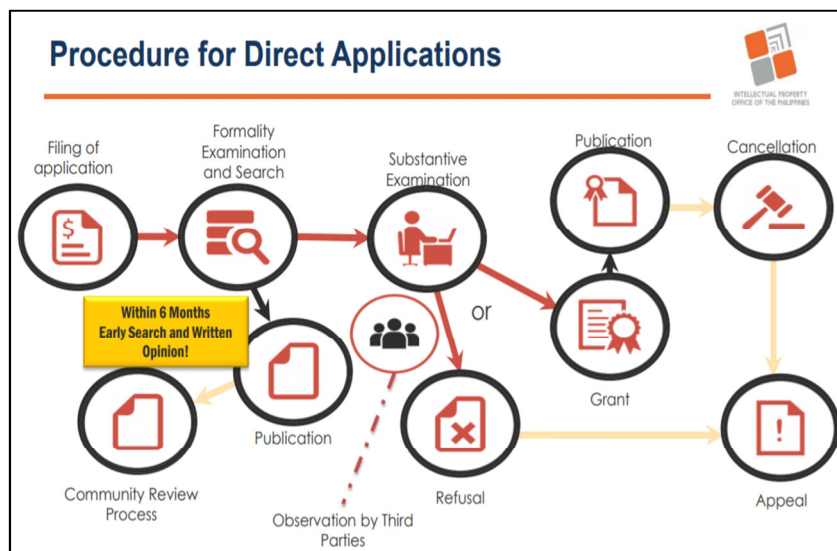 Procedure for Direct Applications
INTELLECTUAL PROPERTY
OFFICE OF THE PHILIPPINES
Filing of
application
$
Formality
Examination
and Search
Substantive
Examination
Publication
Cancellation
Within 6 Months
Early Search and Written
Opinion!
or
Grant
Publication
Community Review
Process
Observation by Third
Parties
Refusal
!
Appeal